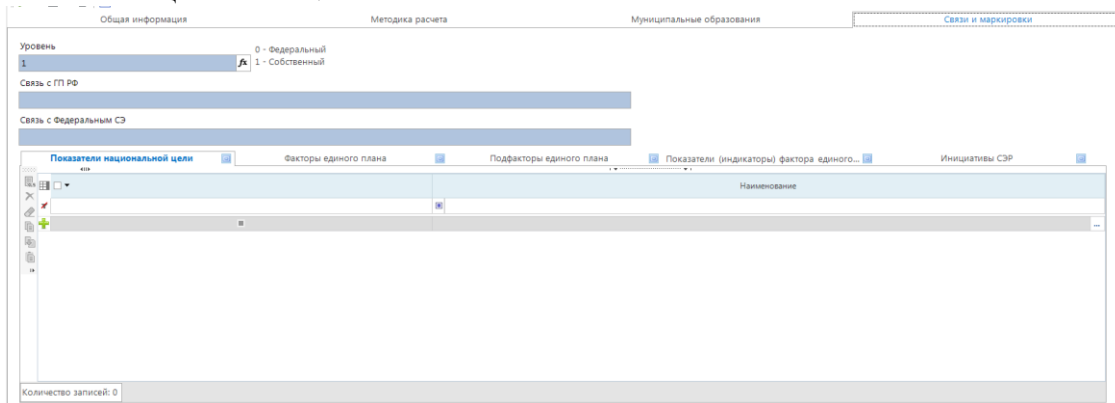 Общая информация Методика расчета Муниципальные образования Связи и маркировки
Уровень
0 - Федеральный
1 fx 1 - Собственный
Связь с ГП РФ
Связь с Федеральным СЭ
Показатели национальной цели Факторы единого плана Подфакторы единого плана Показатели (индикаторы) фактора единого... Инициативы СЭР
Наименование
...
Количество записей: 0